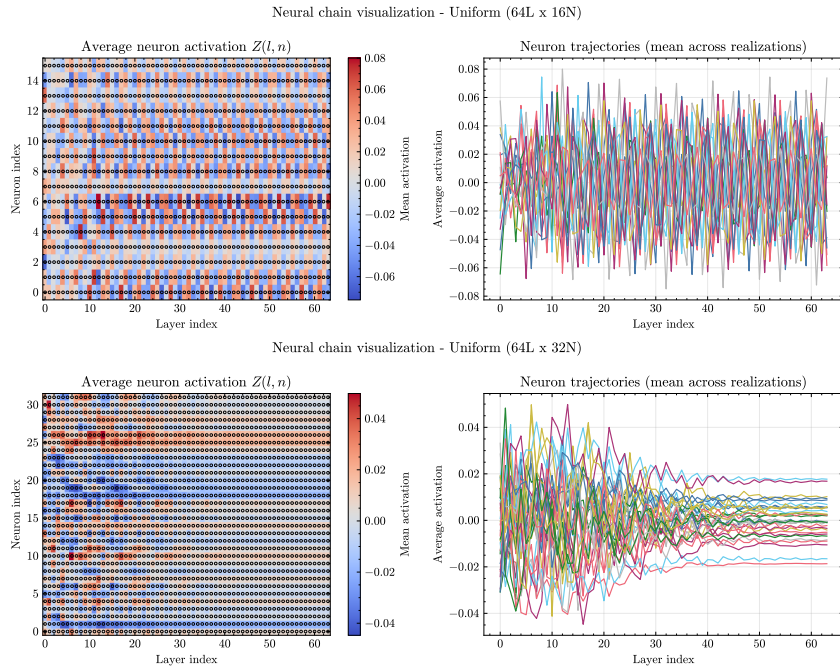 Neural chain visualization - Uniform (64L x 16N)
Average neuron activation Z(l, n)
Neuron trajectories (mean across realizations)
14
12
10
8
6
4
2
0
Neuron index
0 10 20 30 40 50 60
Layer index
0.08
0.06
0.04
0.02
0.00
−0.02
−0.04
−0.06
Mean activation
0.08
0.06
0.04
0.02
0.00
−0.02
−0.04
−0.06
−0.08
Average activation
0 10 20 30 40 50 60
Layer index
Neural chain visualization - Uniform (64L x 32N)
Average neuron activation Z(l, n)
Neuron trajectories (mean across realizations)
30
25
20
15
10
5
0
Neuron index
0 10 20 30 40 50 60
Layer index
0.04
0.02
0.00
−0.02
−0.04
Mean activation
0.04
0.02
0.00
−0.02
−0.04
Average activation
0 10 20 30 40 50 60
Layer index